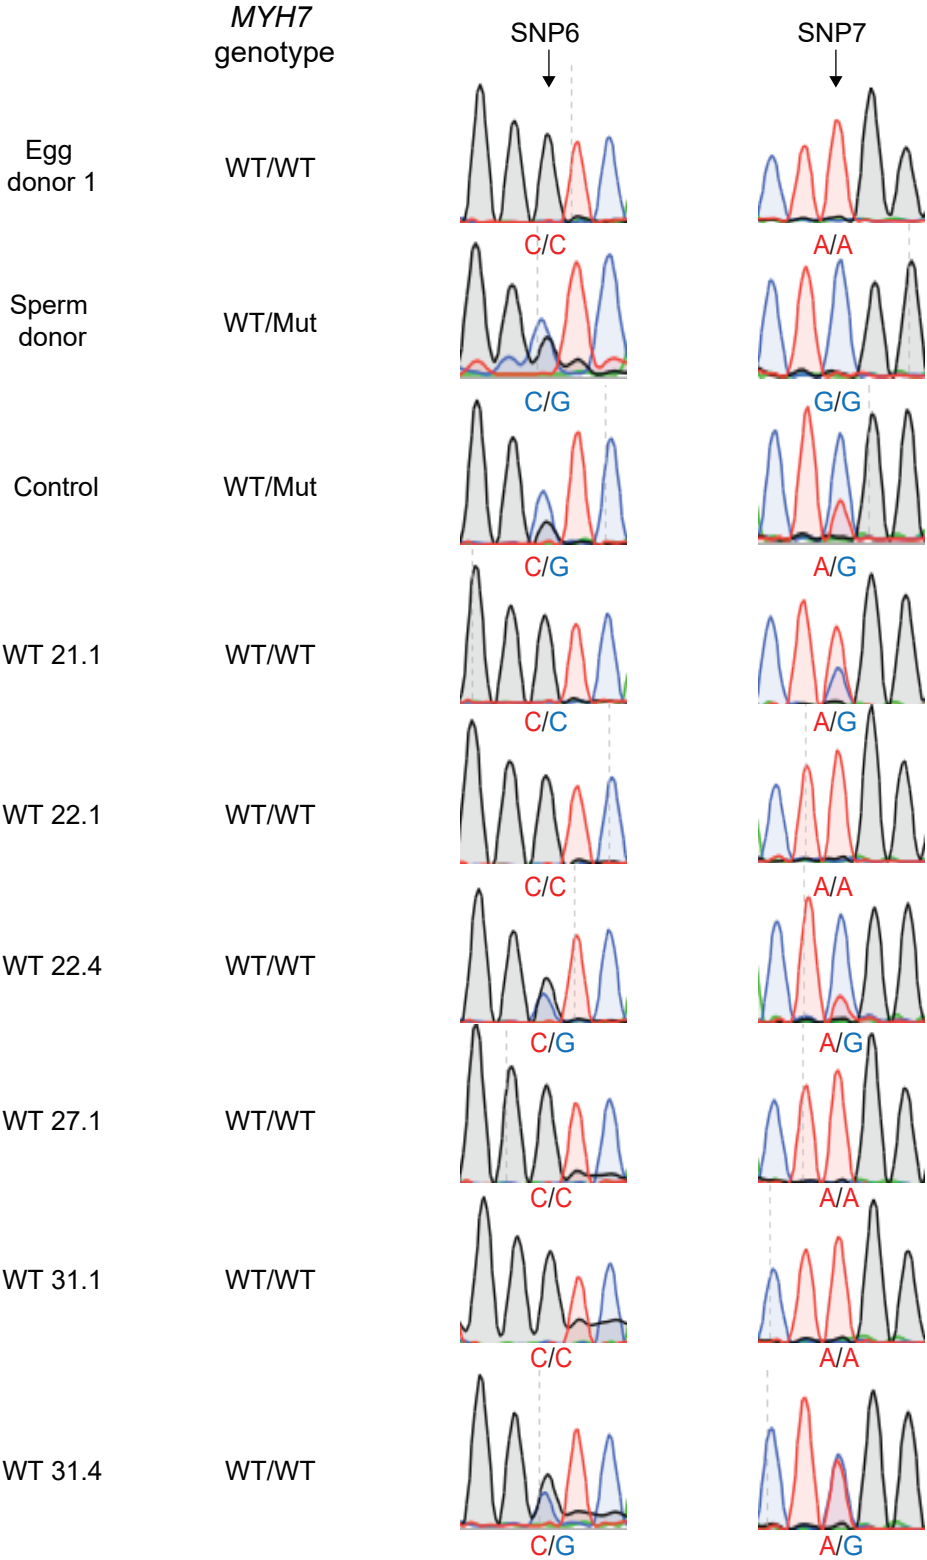 MYH7
genotype
SNP6
SNP7
Egg
donor 1
WT/WT
C/C
A/A
Sperm
donor
WT/Mut
C/G
G/G
Control
WT/Mut
C/G
A/G
WT 21.1
WT/WT
C/C
A/G
WT 22.1
WT/WT
C/C
A/A
WT 22.4
WT/WT
C/G
A/G
WT 27.1
WT/WT
C/C
A/A
WT 31.1
WT/WT
C/C
A/A
WT 31.4
WT/WT
C/G
A/G